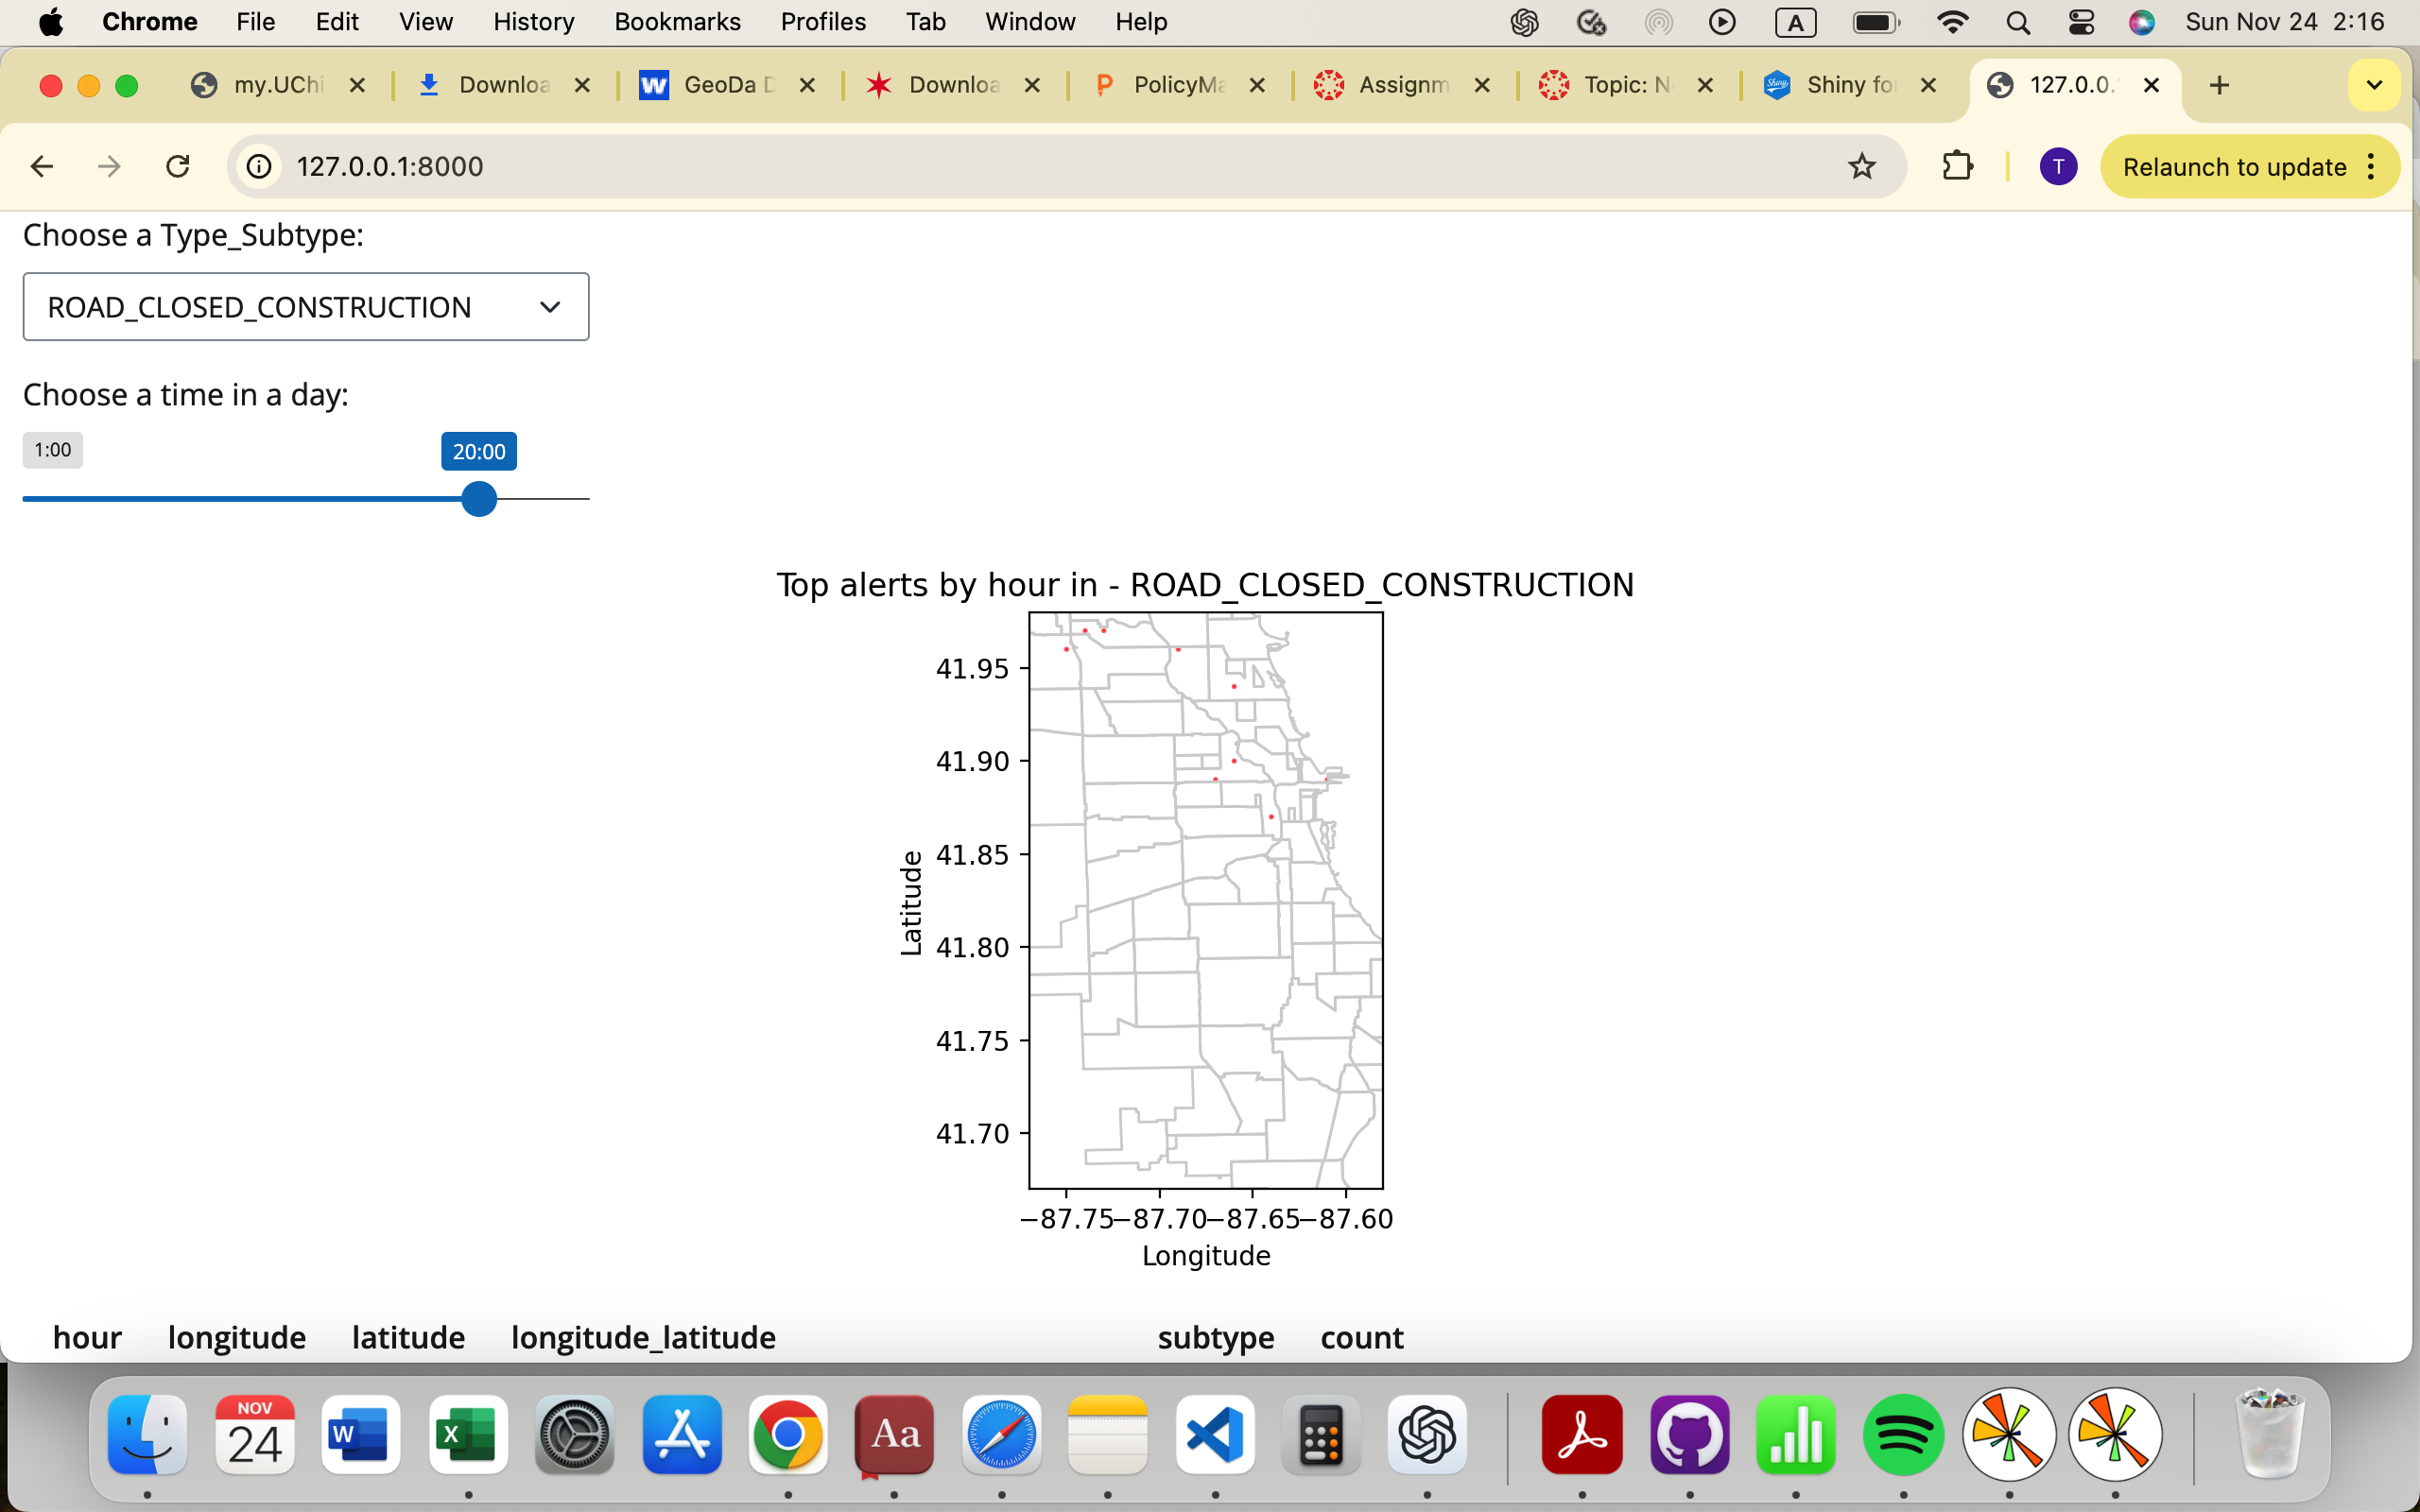 Chrome File Edit View History Bookmarks Profiles Tab Window Help A Sun Nov 24 2:16
my.UChi Downloa W GeoDa D Downloa PolicyMa Assignm Topic: N Shiny for 127.0.0.
127.0.0.1:8000 T Relaunch to update
Choose a Type_Subtype:
ROAD_CLOSED_CONSTRUCTION
Choose a time in a day:
1:00 20:00
Top alerts by hour in - ROAD_CLOSED_CONSTRUCTION
41.95
41.90
41.85
41.80
41.75
41.70
Latitude
−87.75 −87.70 −87.65 −87.60
Longitude
hour longitude latitude longitude_latitude subtype count
NOV
24 W X Aa